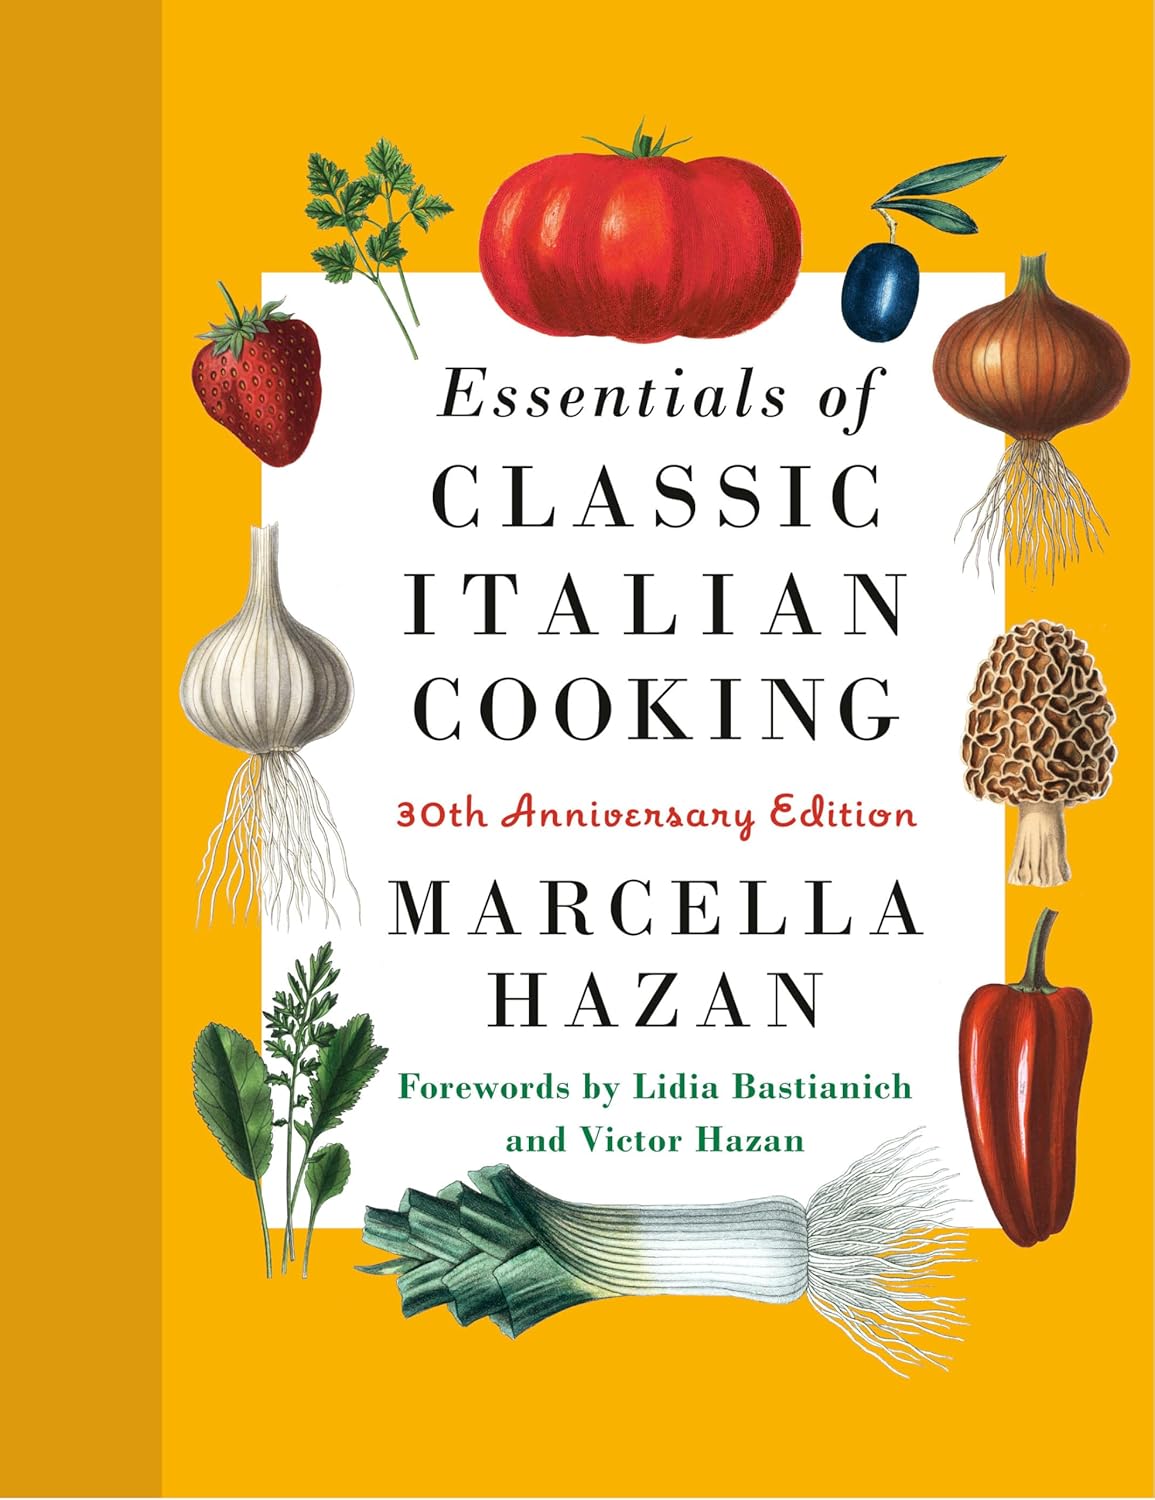 Essentials of
CLASSIC
ITALIAN
COOKING
30th Anniversary Edition
MARCELLA
HAZAN
Forewords by Lidia Bastianich
and Victor Hazan